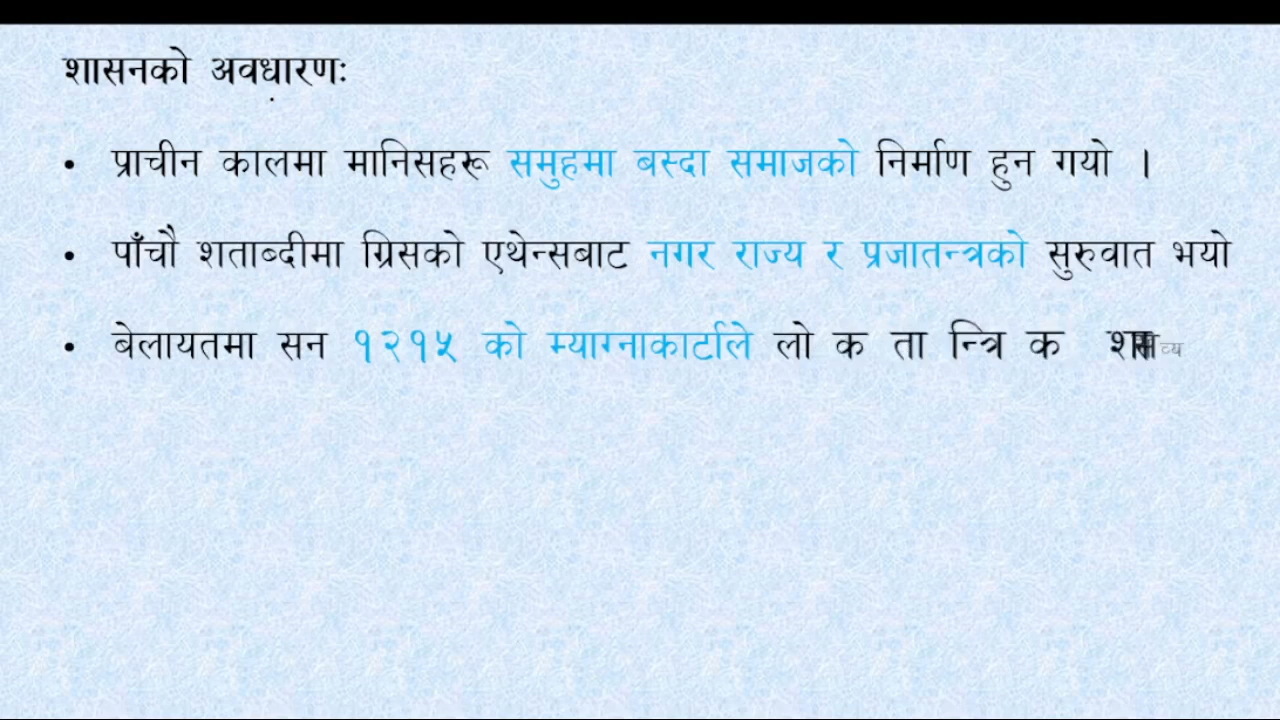 शासनको अवधारणः
• प्राचीन कालमा मानिसहरू समुहमा बस्दा समाजको निर्माण हुन गयो ।
• पाँचौ शताब्दीमा ग्रिसको एथेन्सबाट नगर राज्य र प्रजातन्त्रको सुरुवात भयो
• बेलायतमा सन १२१५ को म्याग्नाकार्टाले लो क ता न्त्रि क